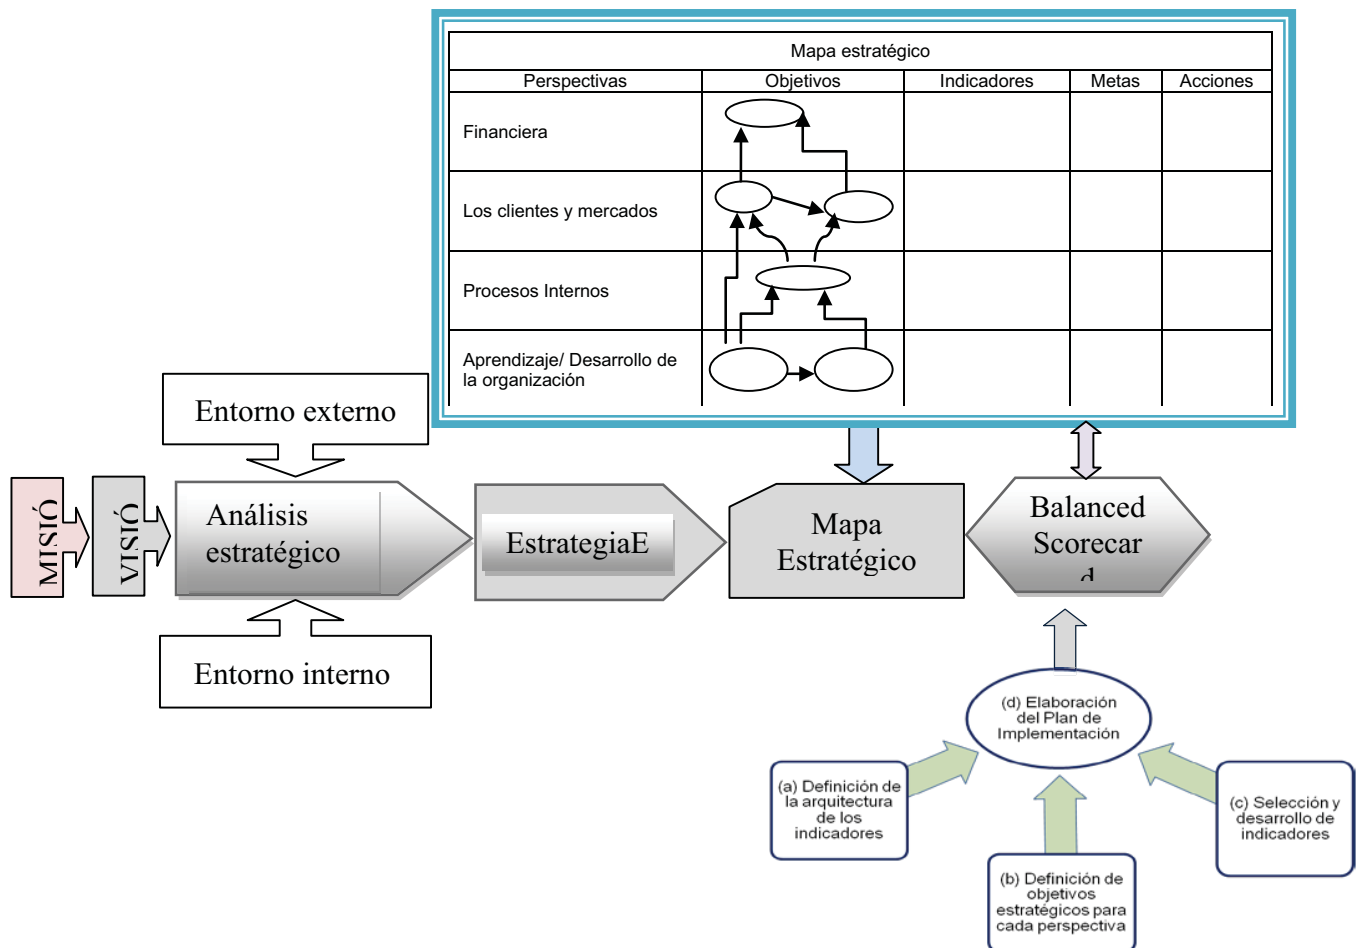 Mapa estratégico
Perspectivas Objetivos Indicadores Metas Acciones
Financiera
Los clientes y mercados
Procesos Internos
Aprendizaje/ Desarrollo de
la organización
Entorno externo
MISIÓ
VISIÓ
Análisis
estratégico
EstrategiaE
Mapa
Estratégico
Balanced
Scorecar
d
Entorno interno
(d) Elaboración
del Plan de
Implementación
(a) Definición de
la arquitectura
de los
indicadores
(c) Selección y
desarrollo de
indicadores
(b) Definición de
objetivos
estratégicos para
cada perspectiva